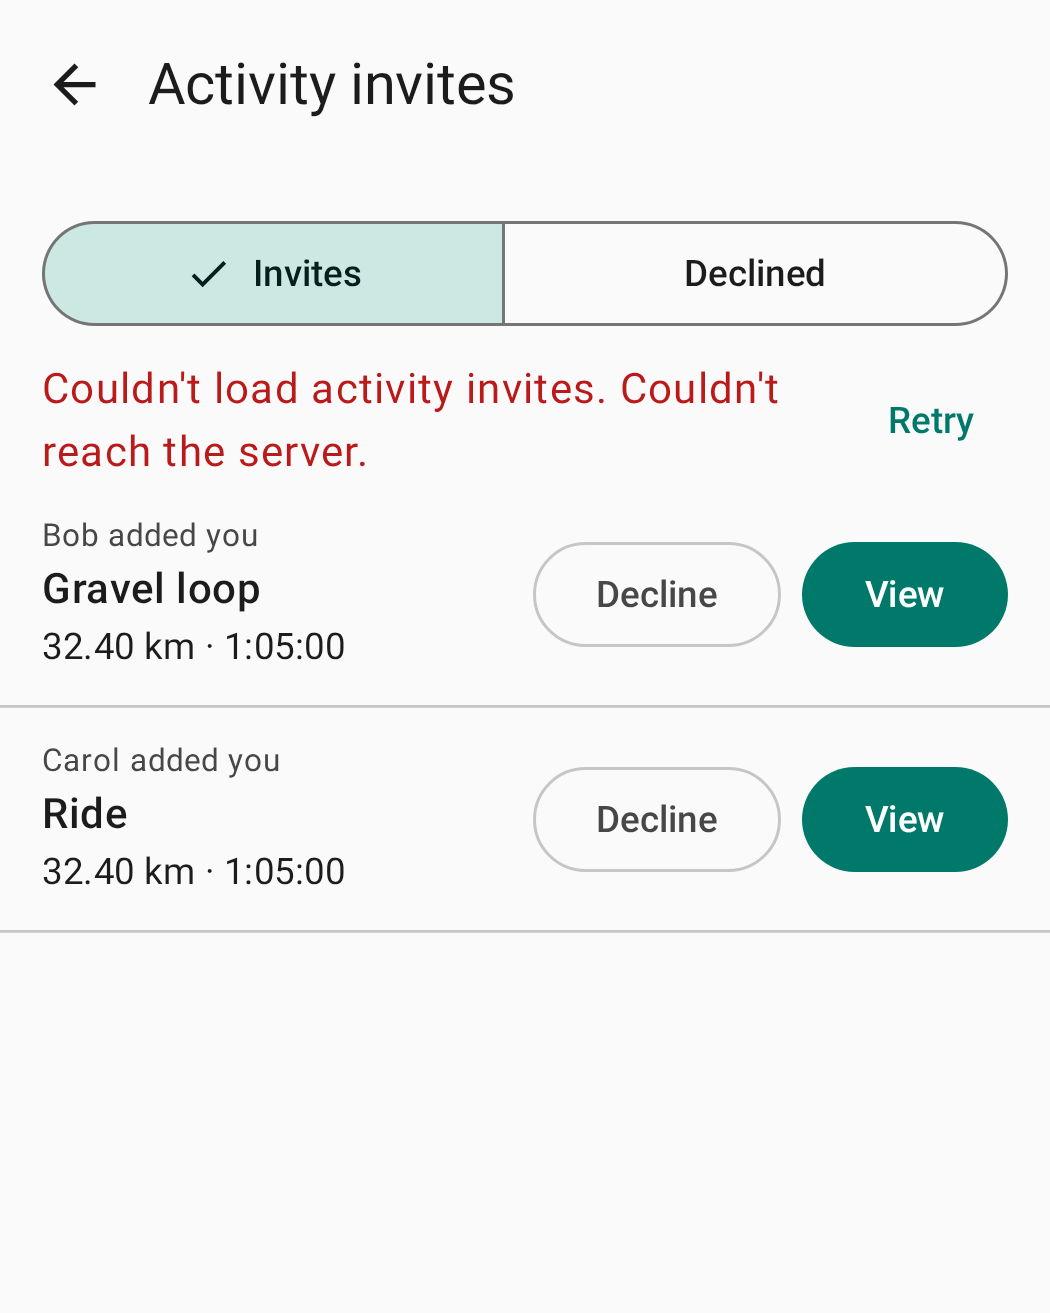 Activity invites
Invites
Declined
Couldn't load activity invites. Couldn't
reach the server.
Retry
Bob added you
Gravel loop
32.40 km · 1:05:00
Decline
View
Carol added you
Ride
32.40 km · 1:05:00
Decline
View